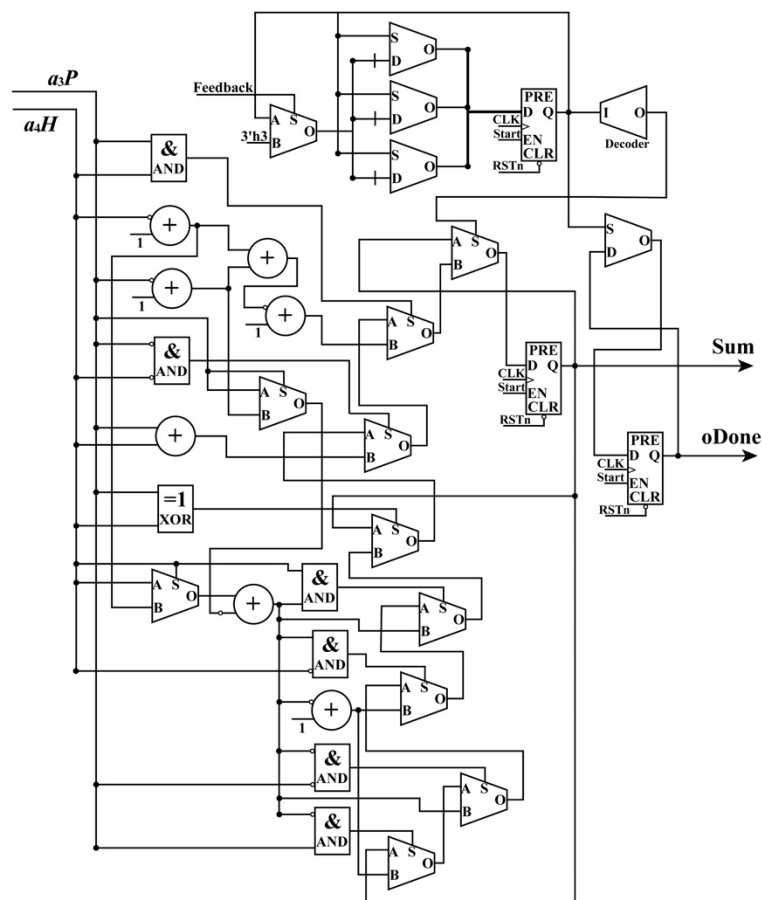 a₃P
a₄H
Feedback
A
S
B
O
3'h3
S
D
O
S
D
O
S
D
O
PRE
D Q
CLK
Start
EN
CLR
RSTn
I O
Decoder
&
AND
+
1
+
+
1
+
1
A S
B
O
A S
B
O
S
D
O
PRE
D Q
CLK
Start
EN
CLR
RSTn
Sum
&
AND
A S
B
O
A S
B
O
+
PRE
D Q
CLK
Start
EN
CLR
RSTn
oDone
=1
XOR
A S
B
O
A S
B
O
+
&
AND
A S
B
O
&
AND
A S
B
O
+
1
&
AND
A S
B
O
&
AND
A S
B
O